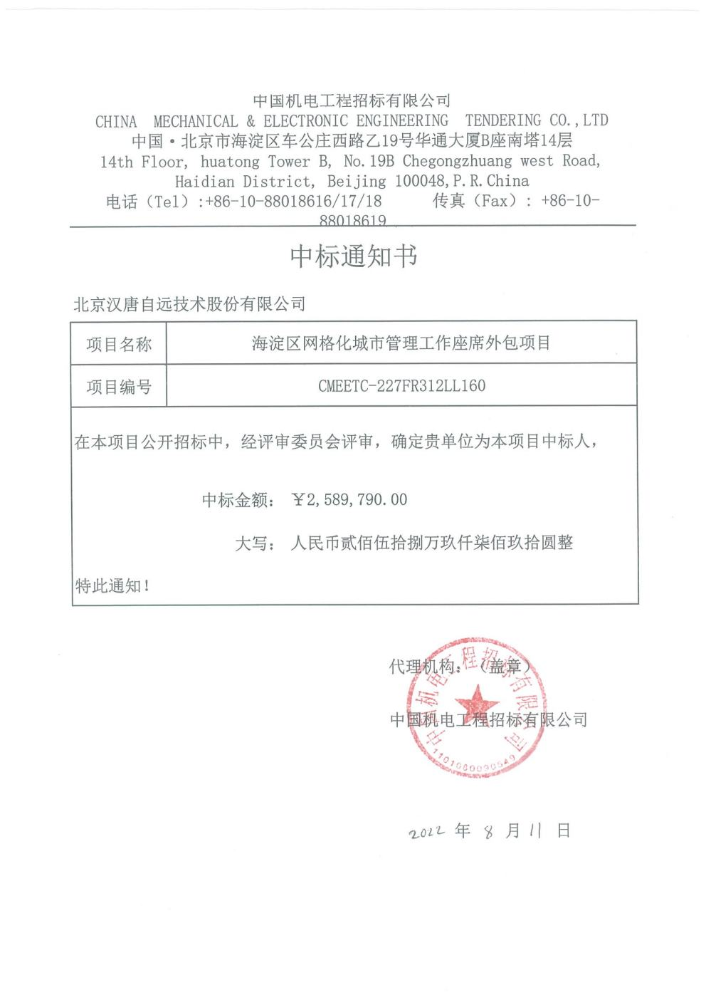 中国机电工程招标有限公司
CHINA MECHANICAL & ELECTRONIC ENGINEERING TENDERING CO.,LTD
中国·北京市海淀区车公庄西路乙19号华通大厦B座南塔14层
14th Floor, huatong Tower B, No.19B Chegongzhuang west Road,
Haidian District, Beijing 100048,P.R.China
电话（Tel）:+86-10-88018616/17/18 传真（Fax）: +86-10-
88018619
中标通知书
北京汉唐自远技术股份有限公司
项目名称 海淀区网格化城市管理工作座席外包项目
项目编号 CMEETC-227FR312LL160
在本项目公开招标中，经评审委员会评审，确定贵单位为本项目中标人，
中标金额： ￥2,589,790.00
大写： 人民币贰佰伍拾捌万玖仟柒佰玖拾圆整
特此通知！
代理机构：（盖章）
中国机电工程招标有限公司
中国机电工程招标有限公司
1101080090549
2022 年 8 月 11 日